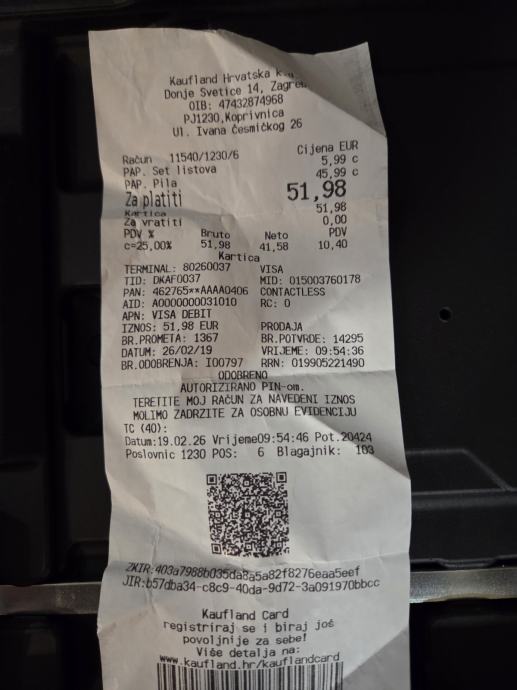 Kaufland Hrvatska
Donje Svetice 14, Zagreb
OIB: 47432874968
PJ1230,Koprivnica
Ul. Ivana Česmičkog 26
Cijena EUR
Račun 11540/1230/6
PAP. Set listova 5,99 c
PAP. Pila 45,99 c
Za platiti 51,98
Kartica 51,98
Za vratiti 0,00
PDV % Bruto Neto PDV
c=25,00% 51,98 41,58 10,40
Kartica
TERMINAL: 80260037 VISA
TID: DKAF0037 MID: 015003760178
PAN: 462765**AAAA0406 CONTACTLESS
AID: A0000000031010 RC: 0
APN: VISA DEBIT
IZNOS: 51,98 EUR PRODAJA
BR.PROMETA: 1367 BR.POTVRDE: 14295
DATUM: 26/02/19 VRIJEME: 09:54:36
BR.ODOBRENJA: I00797 RRN: 019905221490
ODOBRENO
AUTORIZIRANO PIN-om.
TERETITE MOJ RAČUN ZA NAVEDENI IZNOS
MOLIMO ZADRŽITE ZA OSOBNU EVIDENCIJU
TC (40):
Datum:19.02.26 Vrijeme09:54:46 Pot.20424
Poslovnic 1230 POS: 6 Blagajnik: 103
ZKIR:403a7988b035da8a5a82f8276eaa5eef
JIR:b57dba34-c8c9-40da-9d72-3a091970bbcc
Kaufland Card
registriraj se i biraj još
povoljnije za sebe!
Više detalja na:
www.kaufland.hr/kauflandcard